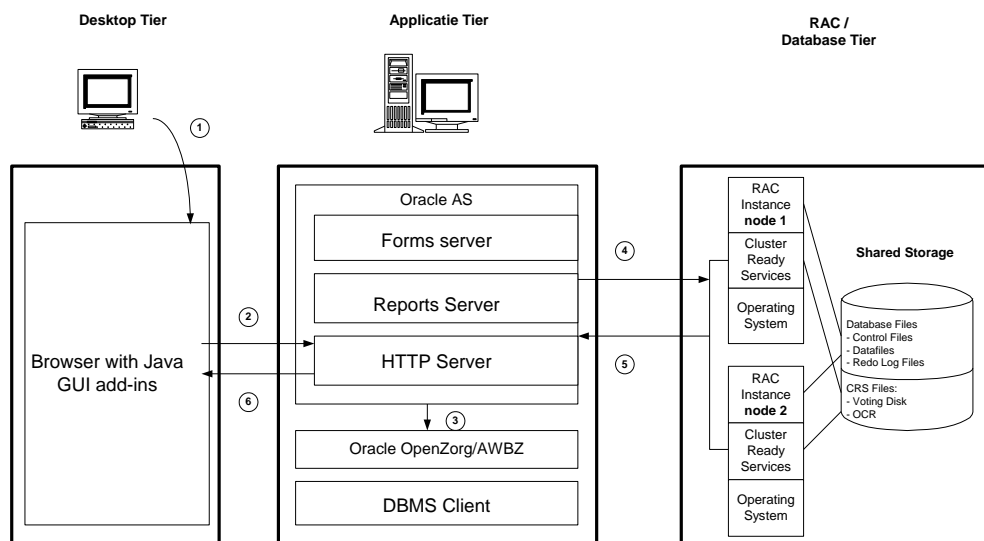 Desktop Tier
Applicatie Tier
RAC /
Database Tier
1
Oracle AS
Forms server
Reports Server
HTTP Server
2
6
Browser with Java
GUI add-ins
3
Oracle OpenZorg/AWBZ
DBMS Client
4
5
RAC
Instance
node 1
Cluster
Ready
Services
Operating
System
RAC
Instance
node 2
Cluster
Ready
Services
Operating
System
Shared Storage
Database Files
- Control Files
- Datafiles
- Redo Log Files
CRS Files:
- Voting Disk
- OCR